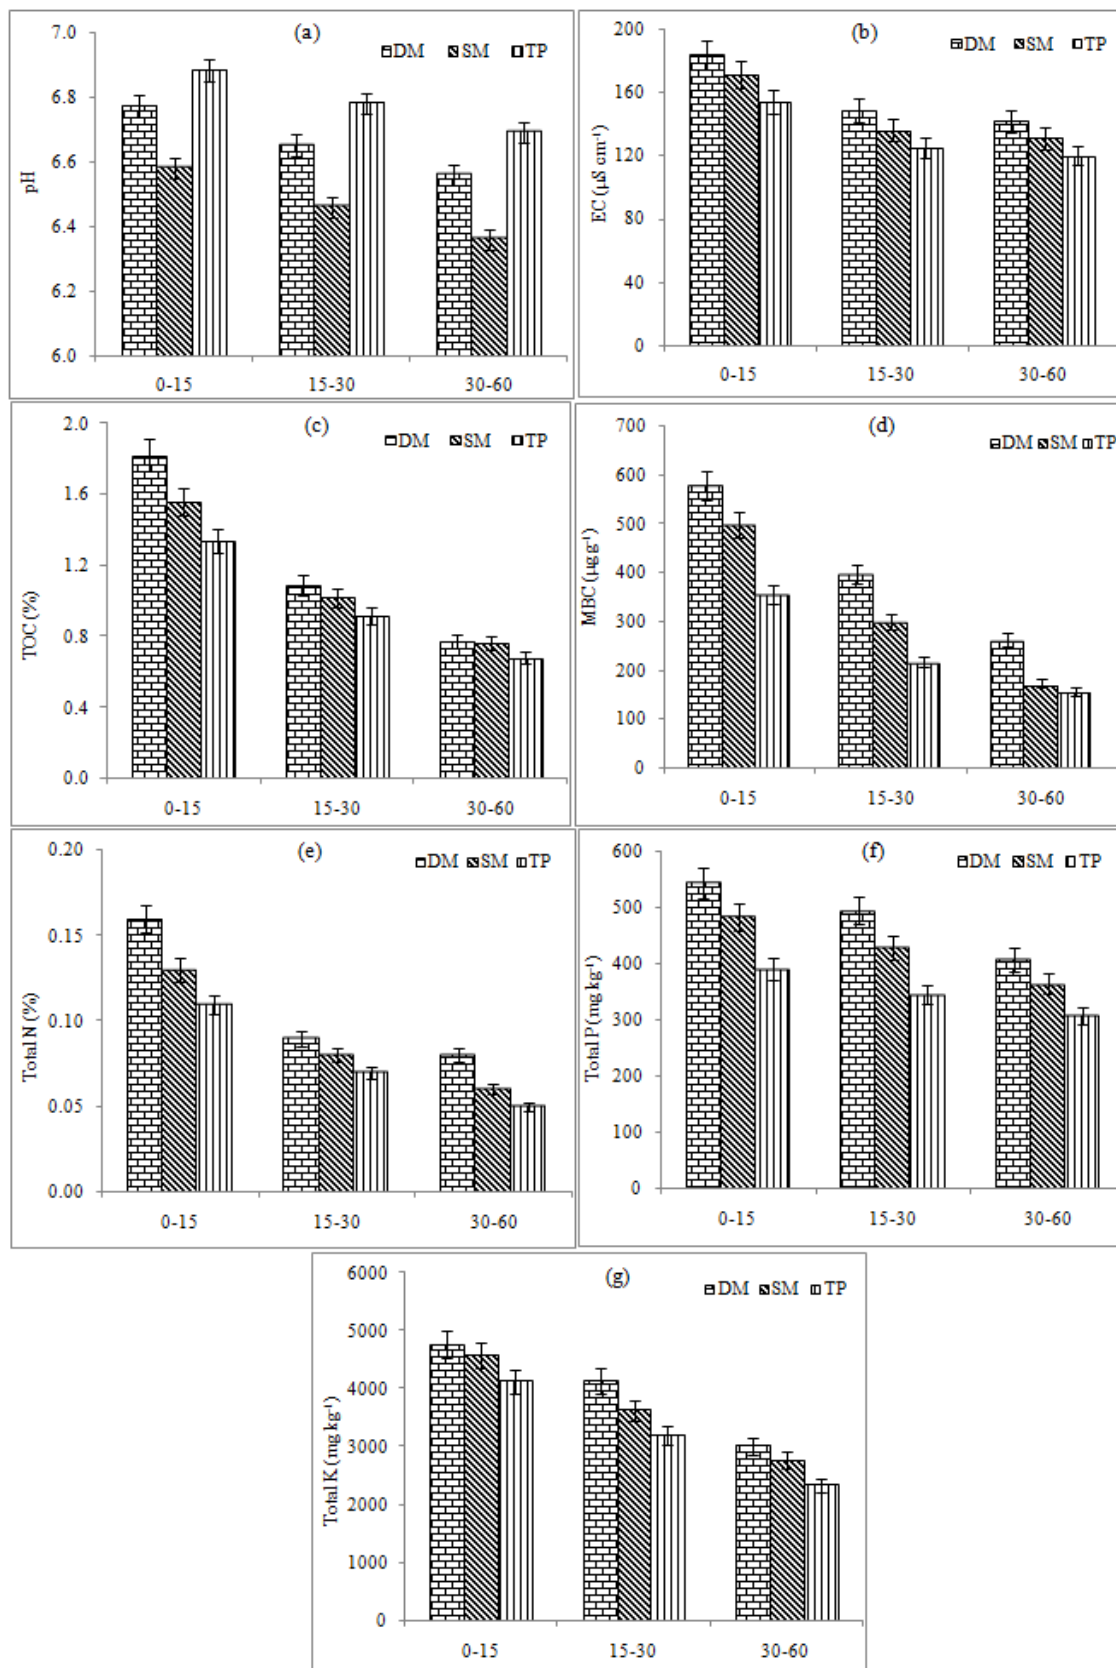 (a)
DM SM TP
pH
7.0
6.8
6.6
6.4
6.2
6.0
0-15 15-30 30-60
(b)
DM SM TP
EC (µS cm⁻¹)
200
160
120
80
40
0
0-15 15-30 30-60
(c)
DM SM TP
TOC (%)
2.0
1.6
1.2
0.8
0.4
0.0
0-15 15-30 30-60
(d)
DM SM TP
MBC (µg g⁻¹)
700
600
500
400
300
200
100
0
0-15 15-30 30-60
(e)
DM SM TP
Total N (%)
0.20
0.15
0.10
0.05
0.00
0-15 15-30 30-60
(f)
DM SM TP
Total P (mg kg⁻¹)
600
500
400
300
200
100
0
0-15 15-30 30-60
(g)
DM SM TP
Total K (mg kg⁻¹)
6000
5000
4000
3000
2000
1000
0
0-15 15-30 30-60